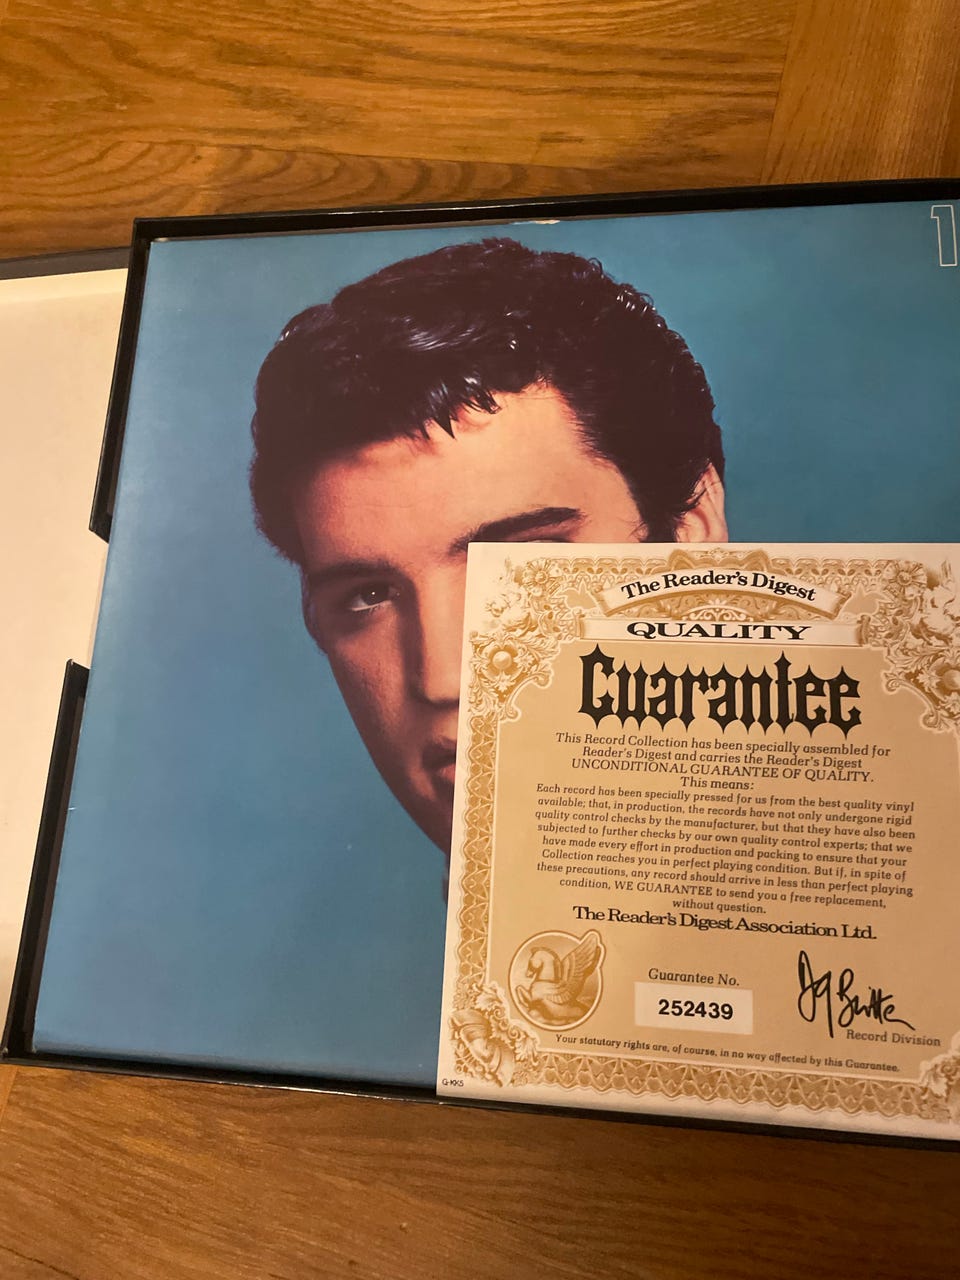 1
The Reader's Digest
QUALITY
Guarantee
This Record Collection has been specially assembled for
Reader's Digest and carries the Reader's Digest
UNCONDITIONAL GUARANTEE OF QUALITY.
This means:
Each record has been specially pressed for us from the best quality vinyl
available; that, in production, the records have not only undergone rigid
quality control checks by the manufacturer, but that they have also been
subjected to further checks by our own quality control experts; that we
have made every effort in production and packing to ensure that your
Collection reaches you in perfect playing condition. But if, in spite of
these precautions, any record should arrive in less than perfect playing
condition, WE GUARANTEE to send you a free replacement,
without question.
The Reader's Digest Association Ltd.
Guarantee No.
252439
Record Division
Your statutory rights are, of course, in no way affected by this Guarantee.
G-KK5